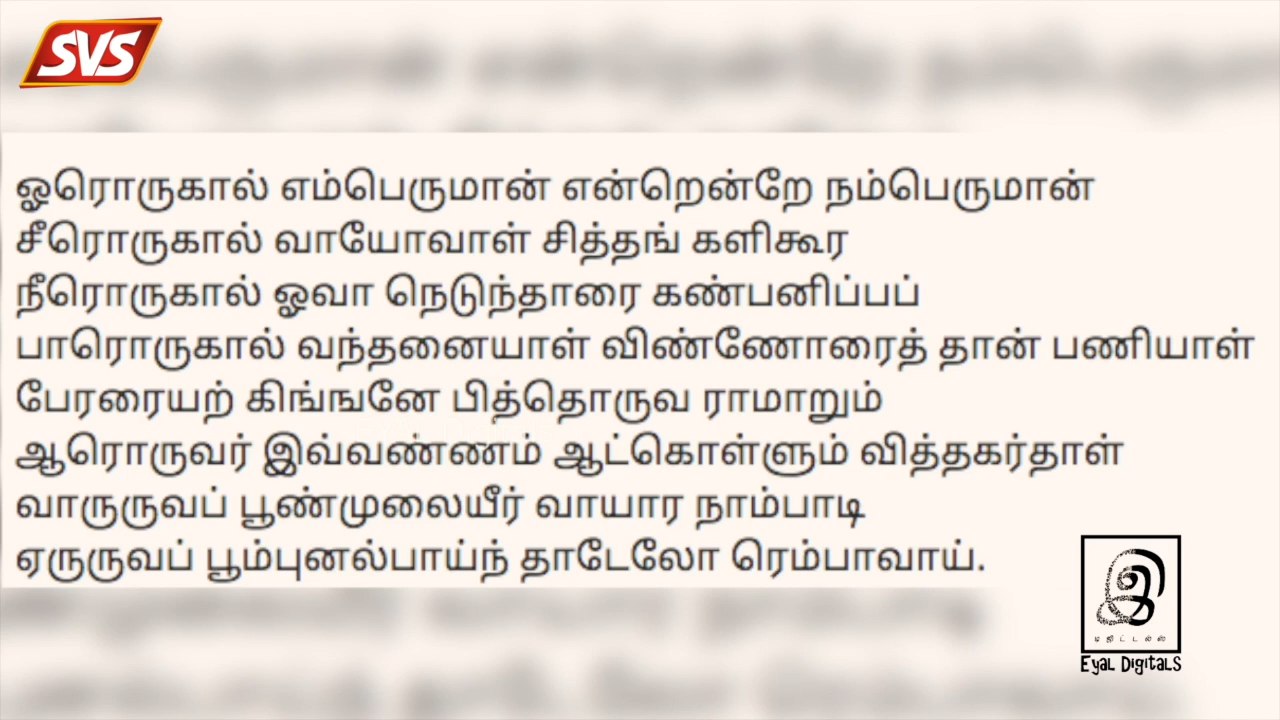 SVS
ஓரொருகால் எம்பெருமான் என்றென்றே நம்பெருமான்
சீரொருகால் வாயோவாள் சித்தங் களிகூர
நீரொருகால் ஓவா நெடுந்தாரை கண்பனிப்பப்
பாரொருகால் வந்தனையாள் விண்ணோரைத் தான் பணியாள்
பேரரையற் கிங்ஙனே பித்தொருவ ராமாறும்
ஆரொருவர் இவ்வண்ணம் ஆட்கொள்ளும் வித்தகர்தாள்
வாருருவப் பூண்முலையீர் வாயார நாம்பாடி
ஏருருவப் பூம்புனல்பாய்ந் தாடேலோ ரெம்பாவாய்.
இ
டிஜிட்டல்ஸ்
Eyal Digitals